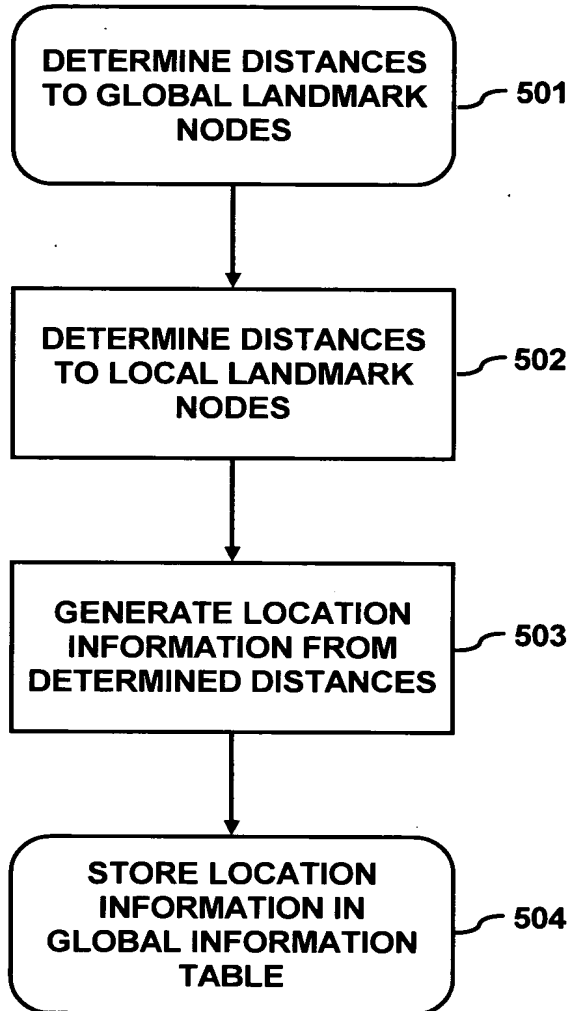 DETERMINE DISTANCES
TO GLOBAL LANDMARK
NODES
501
DETERMINE DISTANCES
TO LOCAL LANDMARK
NODES
502
GENERATE LOCATION
INFORMATION FROM
DETERMINED DISTANCES
503
STORE LOCATION
INFORMATION IN
GLOBAL INFORMATION
TABLE
504